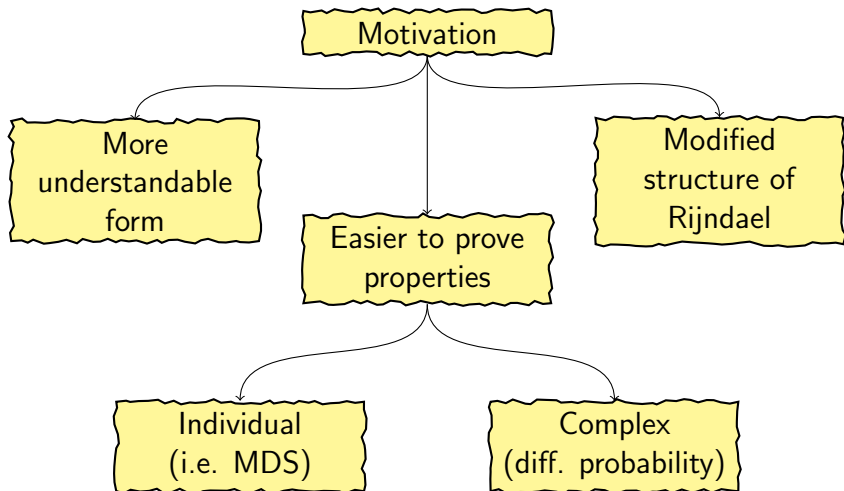 Motivation
More
understandable
form
Modified
structure of
Rijndael
Easier to prove
properties
Individual
(i.e. MDS)
Complex
(diff. probability)